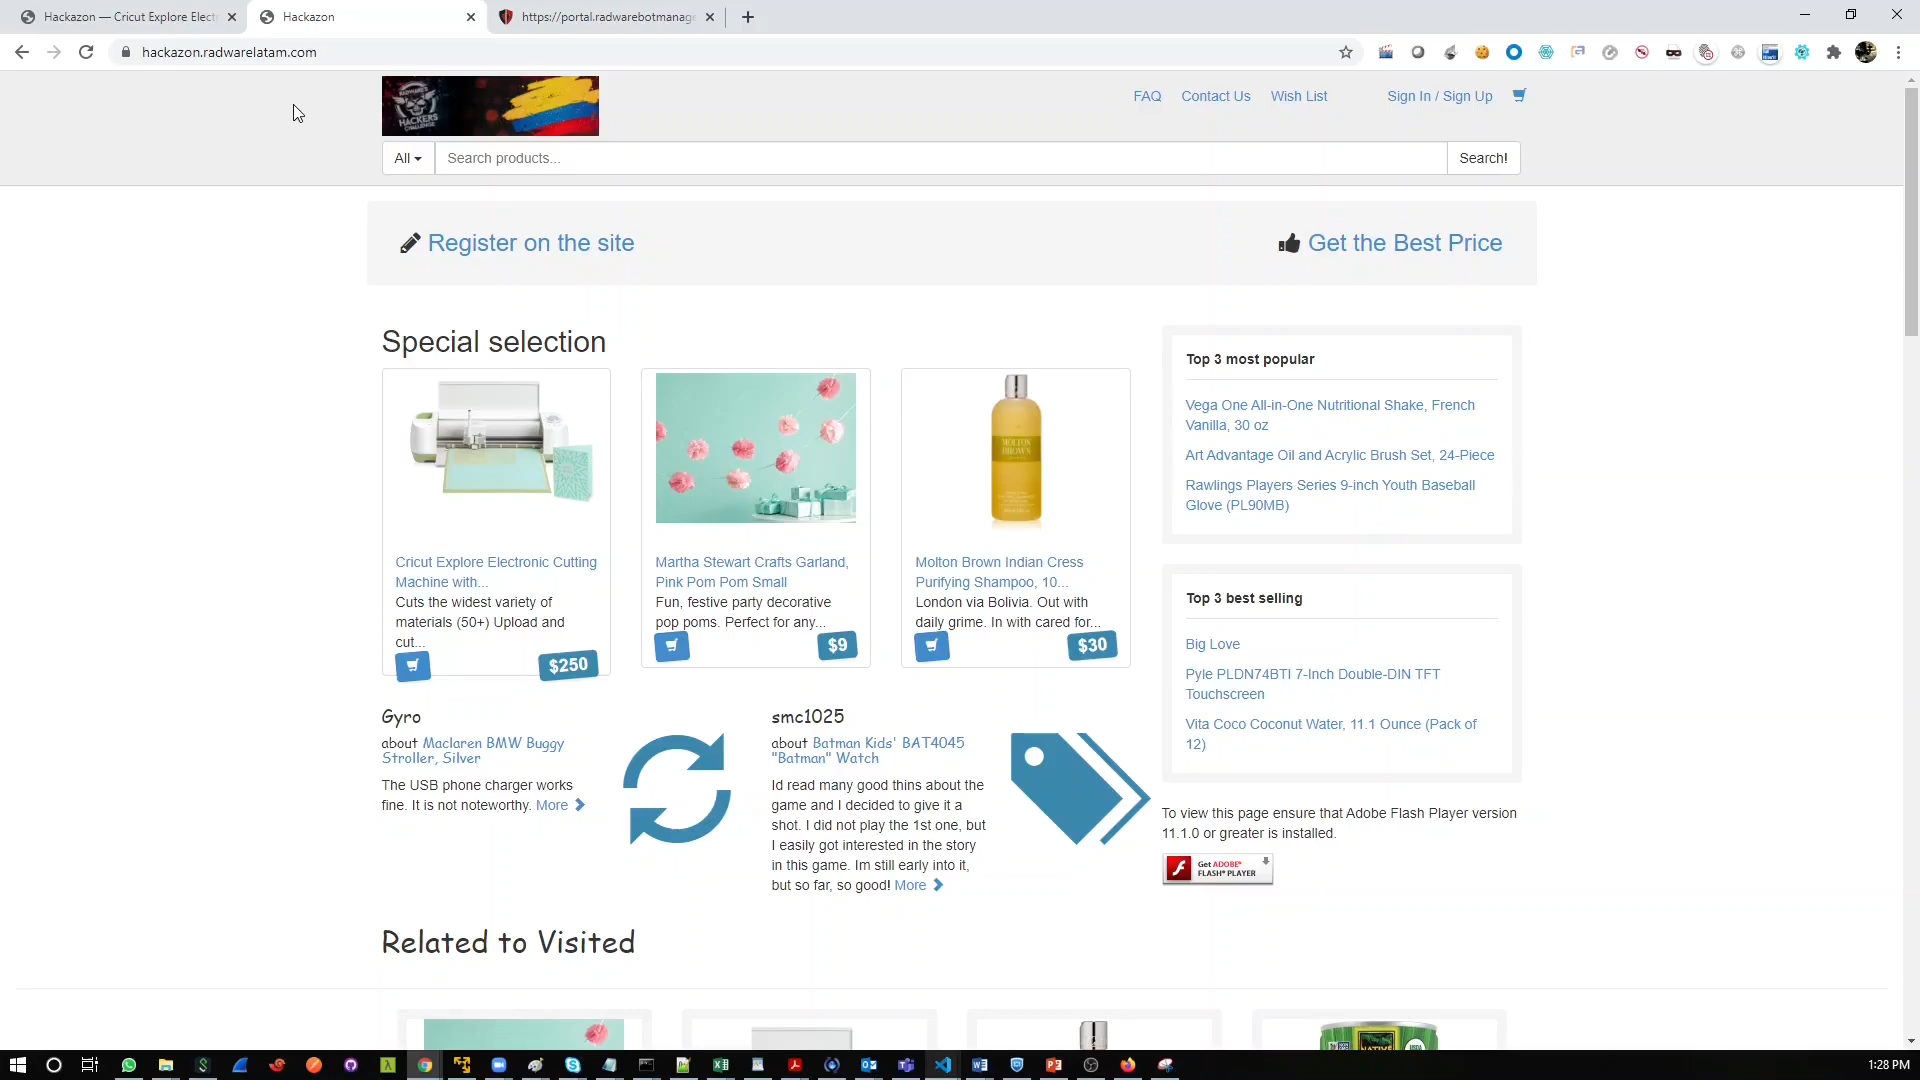 Hackazon — Cricut Explore Elect
Hackazon
https://portal.radwarebotmanage
hackazon.radwarelatam.com
RADWARE'S
HACKERS
CHALLENGE
FAQ
Contact Us
Wish List
Sign In / Sign Up
All
Search products...
Search!
Register on the site
Get the Best Price
Special selection
MOLTON
BROWN
Cricut Explore Electronic Cutting
Machine with...
Cuts the widest variety of
materials (50+) Upload and
cut...
$250
Martha Stewart Crafts Garland,
Pink Pom Pom Small
Fun, festive party decorative
pop poms. Perfect for any...
$9
Molton Brown Indian Cress
Purifying Shampoo, 10...
London via Bolivia. Out with
daily grime. In with cared for...
$30
Top 3 most popular
Vega One All-in-One Nutritional Shake, French
Vanilla, 30 oz
Art Advantage Oil and Acrylic Brush Set, 24-Piece
Rawlings Players Series 9-inch Youth Baseball
Glove (PL90MB)
Top 3 best selling
Big Love
Pyle PLDN74BTI 7-Inch Double-DIN TFT
Touchscreen
Vita Coco Coconut Water, 11.1 Ounce (Pack of
12)
Gyro
about Maclaren BMW Buggy
Stroller, Silver
The USB phone charger works
fine. It is not noteworthy. More
smc1025
about Batman Kids' BAT4045
"Batman" Watch
Id read many good thins about the
game and I decided to give it a
shot. I did not play the 1st one, but
I easily got interested in the story
in this game. Im still early into it,
but so far, so good! More
To view this page ensure that Adobe Flash Player version
11.1.0 or greater is installed.
Get ADOBE®
FLASH® PLAYER
Related to Visited
NATIVE
1:28 PM